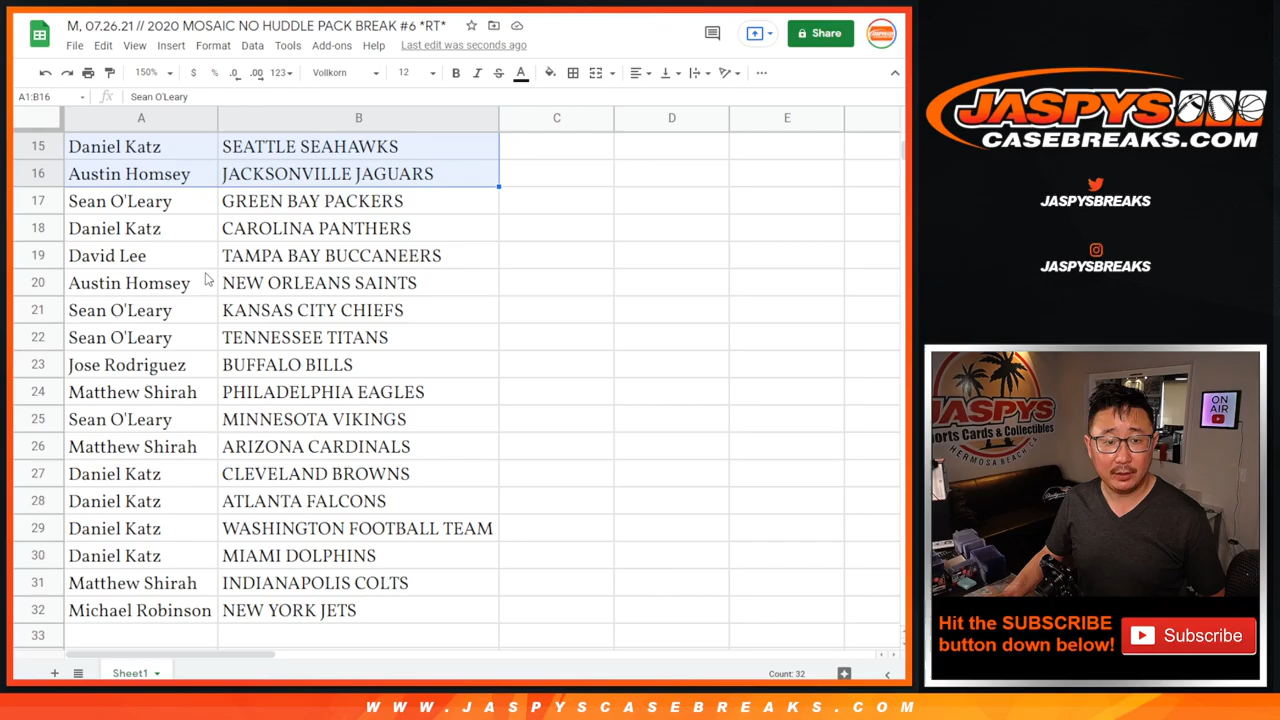 M, 07.26.21 // 2020 MOSAIC NO HUDDLE PACK BREAK #6 *RT*
File Edit View Insert Format Data Tools Add-ons Help Last edit was seconds ago
Share
150% $ % .0 .00 123 Vollkorn 12 B I S A
A1:B16 fx Sean O'Leary
A B C D E
15 Daniel Katz SEATTLE SEAHAWKS
16 Austin Homsey JACKSONVILLE JAGUARS
17 Sean O'Leary GREEN BAY PACKERS
18 Daniel Katz CAROLINA PANTHERS
19 David Lee TAMPA BAY BUCCANEERS
20 Austin Homsey NEW ORLEANS SAINTS
21 Sean O'Leary KANSAS CITY CHIEFS
22 Sean O'Leary TENNESSEE TITANS
23 Jose Rodriguez BUFFALO BILLS
24 Matthew Shirah PHILADELPHIA EAGLES
25 Sean O'Leary MINNESOTA VIKINGS
26 Matthew Shirah ARIZONA CARDINALS
27 Daniel Katz CLEVELAND BROWNS
28 Daniel Katz ATLANTA FALCONS
29 Daniel Katz WASHINGTON FOOTBALL TEAM
30 Daniel Katz MIAMI DOLPHINS
31 Matthew Shirah INDIANAPOLIS COLTS
32 Michael Robinson NEW YORK JETS
33
Sheet1 Count: 32
JASPYS
CASEBREAKS.COM
JASPYSBREAKS
JASPYSBREAKS
JASPYS
Sports Cards & Collectibles
HERMOSA BEACH CA
ON AIR
Hit the SUBSCRIBE
button down below!
Subscribe
WWW.JASPYSCASEBREAKS.COM